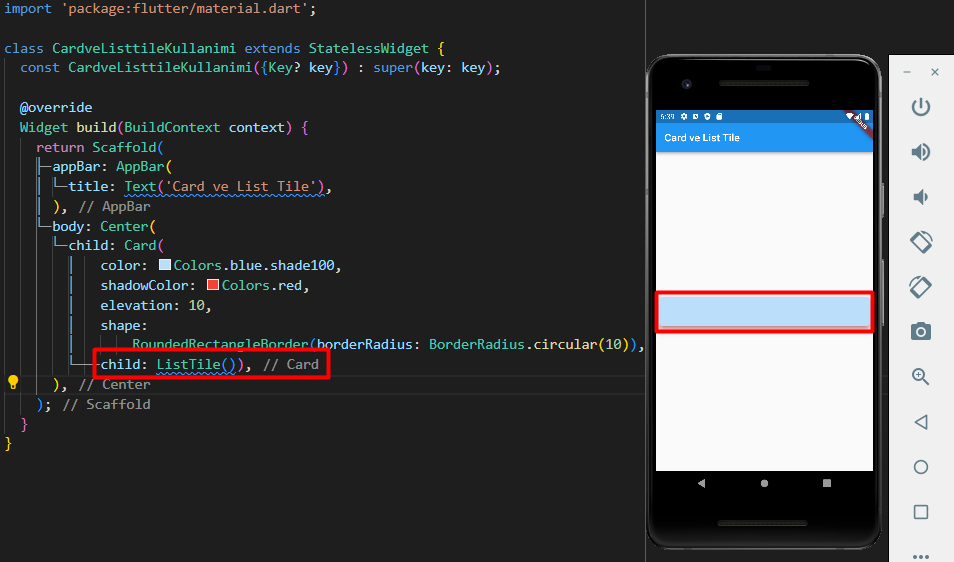 import 'package:flutter/material.dart';
class CardveListtileKullanimi extends StatelessWidget {
const CardveListtileKullanimi({Key? key}) : super(key: key);
@override
Widget build(BuildContext context) {
return Scaffold(
appBar: AppBar(
title: Text('Card ve List Tile'),
), // AppBar
body: Center(
child: Card(
color: Colors.blue.shade100,
shadowColor: Colors.red,
elevation: 10,
shape:
RoundedRectangleBorder(borderRadius: BorderRadius.circular(10)),
child: ListTile()), // Card
), // Center
); // Scaffold
}
}
6:39
Card ve List Tile